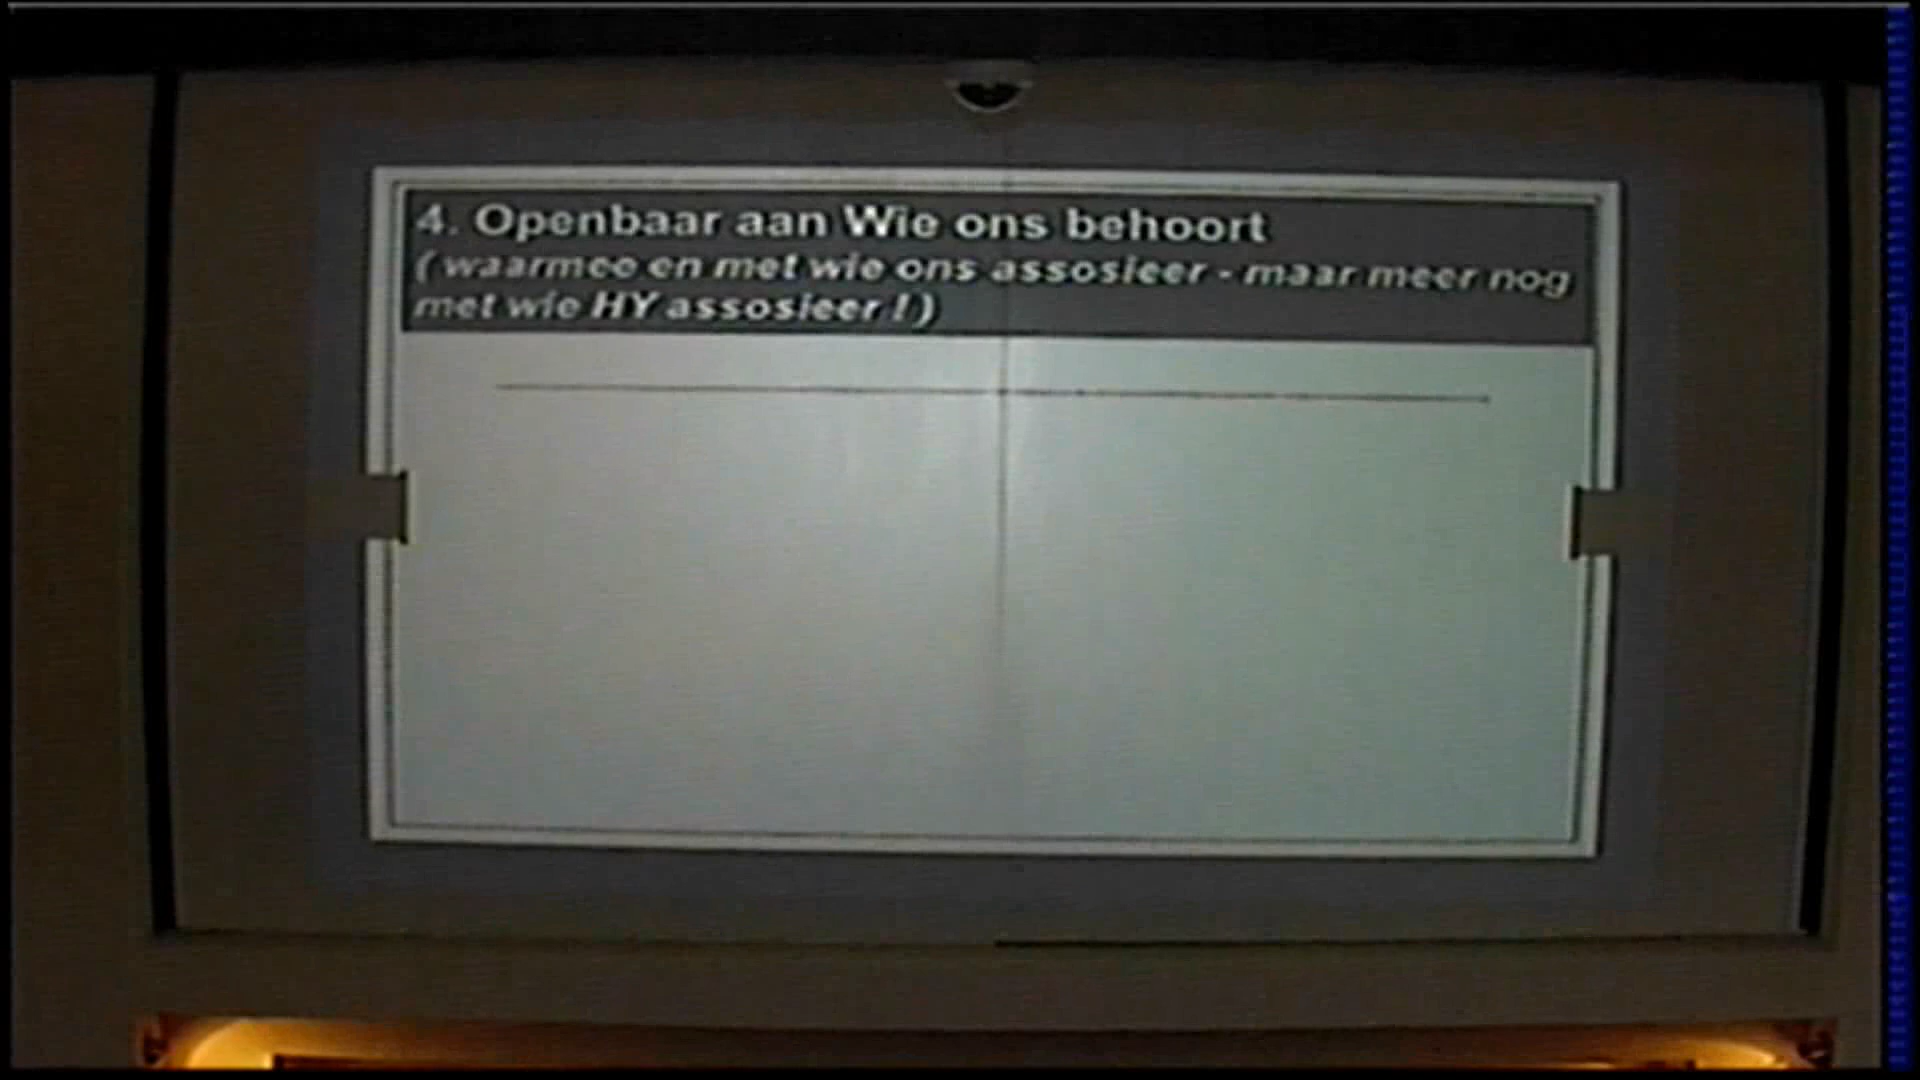 4. Openbaar aan Wie ons behoort
(waarmee en met wie ons assosieer - maar meer nog
met wie HY assosieer !)